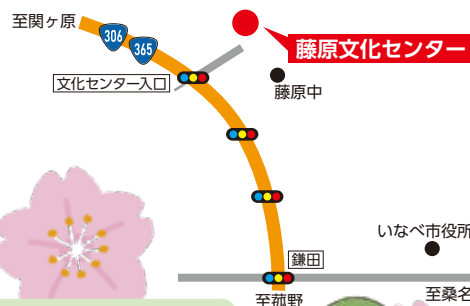 至関ヶ原
306
365
藤原文化センター
文化センター入口
藤原中
いなべ市役所
鎌田
至菰野
至桑名